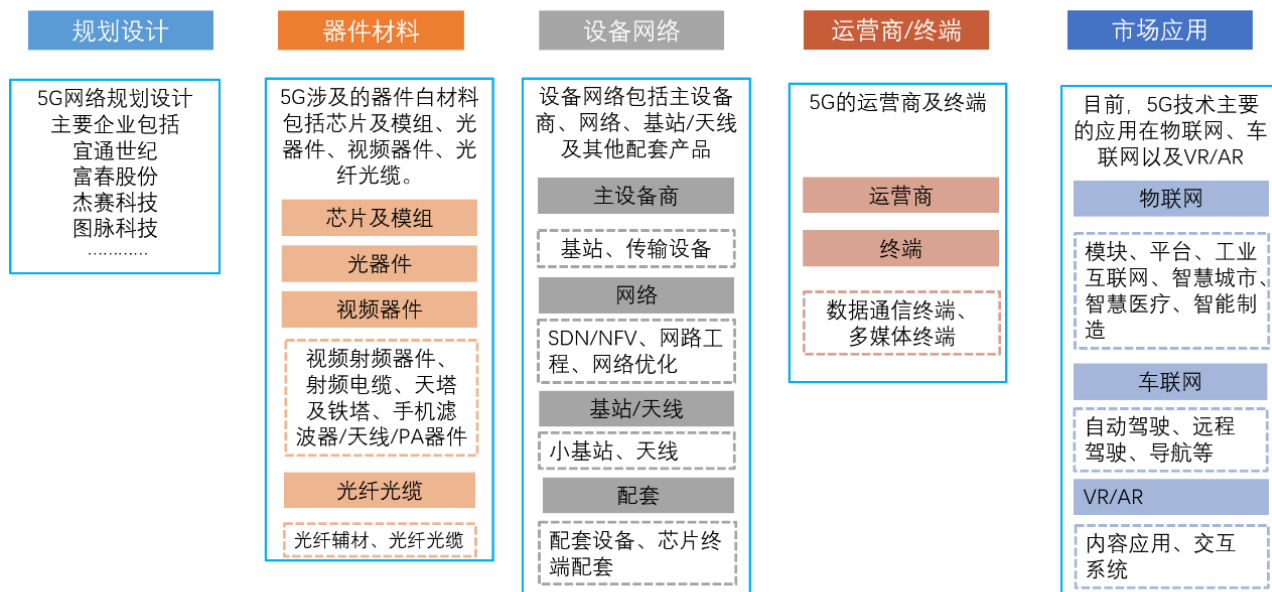 规划设计
5G网络规划设计
主要企业包括
宜通世纪
富春股份
杰赛科技
图脉科技
…………
器件材料
5G涉及的器件白材料
包括芯片及模组、光
器件、视频器件、光
纤光缆。
芯片及模组
光器件
视频器件
视频射频器件、
射频电缆、天塔
及铁塔、手机滤
波器/天线/PA器件
光纤光缆
光纤辅材、光纤光缆
设备网络
设备网络包括主设备
商、网络、基站/天线
及其他配套产品
主设备商
基站、传输设备
网络
SDN/NFV、网路工
程、网络优化
基站/天线
小基站、天线
配套
配套设备、芯片终
端配套
运营商/终端
5G的运营商及终端
运营商
终端
数据通信终端、
多媒体终端
市场应用
目前，5G技术主要
的应用在物联网、车
联网以及VR/AR
物联网
模块、平台、工业
互联网、智慧城市、
智慧医疗、智能制
造
车联网
自动驾驶、远程
驾驶、导航等
VR/AR
内容应用、交互
系统